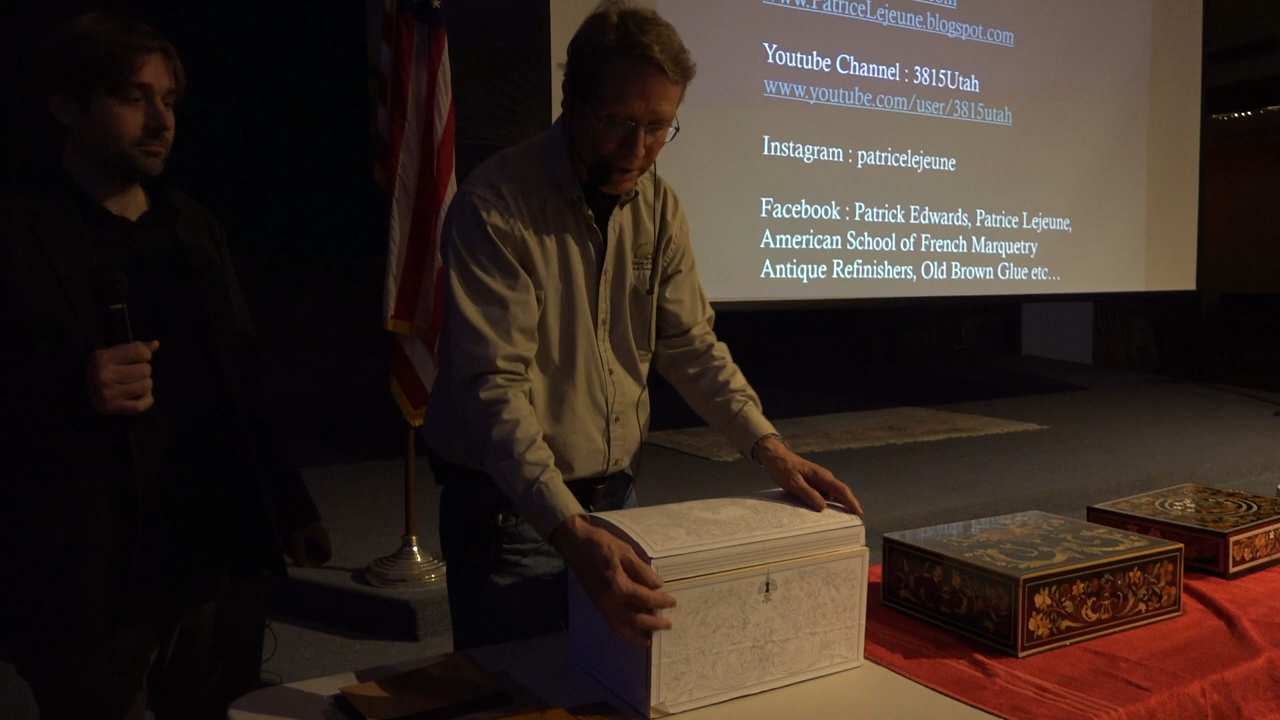 www.PatriceLejeune.blogspot.com
Youtube Channel : 3815Utah
www.youtube.com/user/3815utah
Instagram : patricelejeune
Facebook : Patrick Edwards, Patrice Lejeune,
American School of French Marquetry
Antique Refinishers, Old Brown Glue etc...